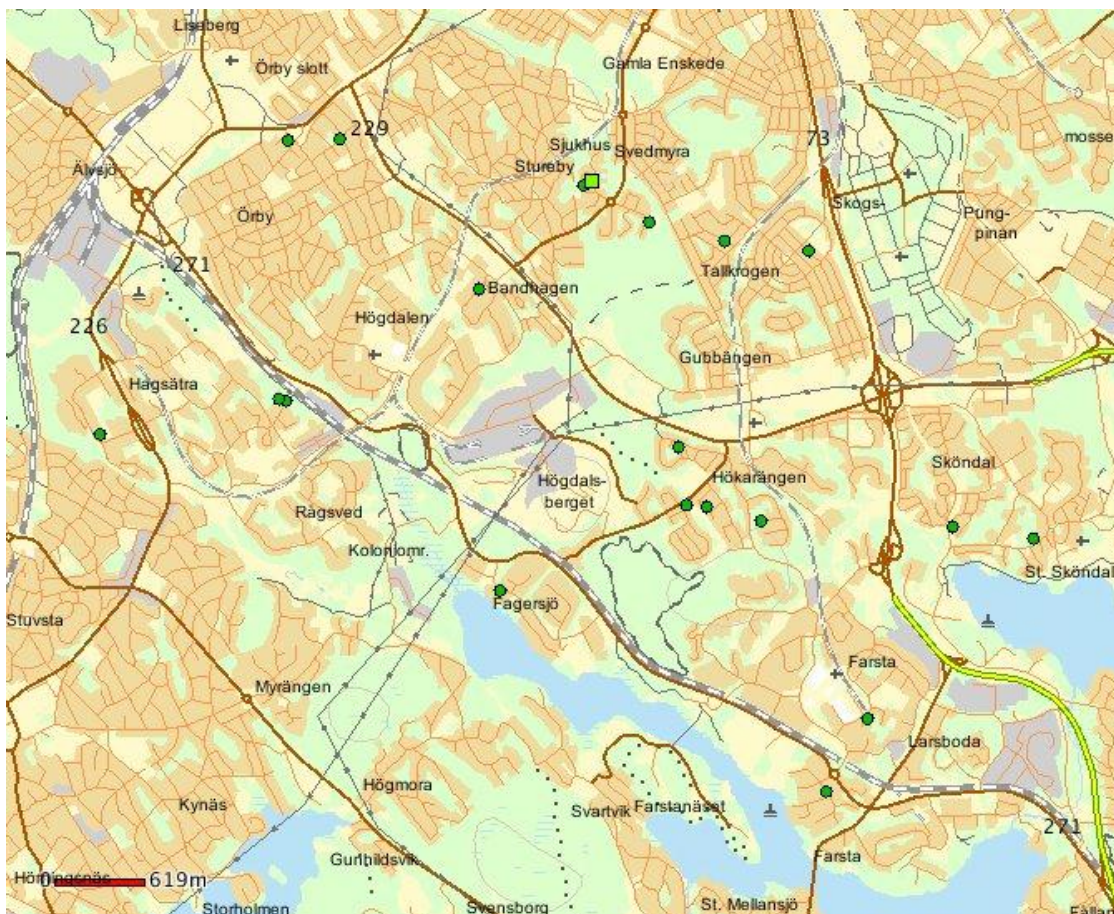 Liseberg
Örby slott
Gamla Enskede
229
73
mosse
Sjukhus
Svedmyra
Stureby
Älvsjö
Skogs-
Pung-
pinan
Örby
271
Tallkrogen
Bandhagen
226
Högdalen
Gubbängen
Hagsätra
Sköndal
Högdals-
berget
Hökarängen
Rågsved
Koloniomr.
St. Sköndal
Fagersjö
Stuvsta
Farsta
Myrängen
Larsboda
Högmora
Kynäs
Svartvik
Farstanäset
271
Farsta
0
619m
St. Mellansjö
Storholmen
Svensborg